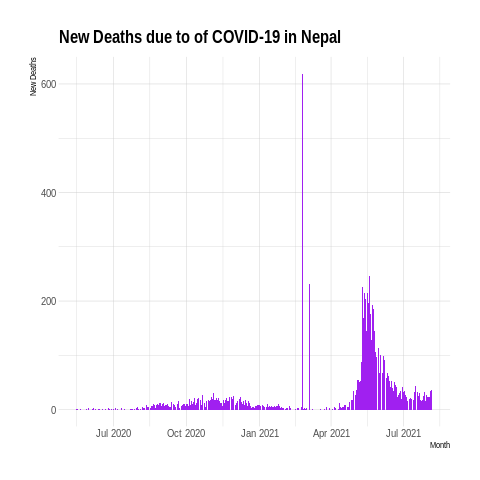 New Deaths due to of COVID-19 in Nepal
New Deaths
600
400
200
0
Jul 2020 Oct 2020 Jan 2021 Apr 2021 Jul 2021
Month